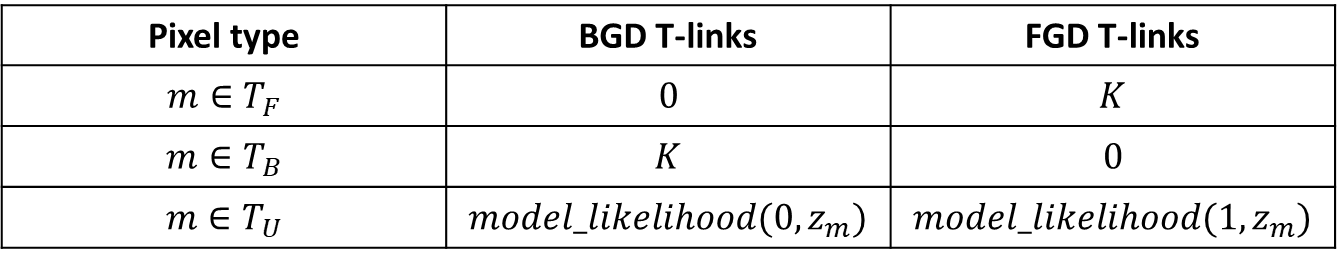 Pixel type BGD T-links FGD T-links
𝑚 ∈ 𝑇_𝐹 0 𝐾
𝑚 ∈ 𝑇_𝐵 𝐾 0
𝑚 ∈ 𝑇_𝑈 𝑚𝑜𝑑𝑒𝑙_𝑙𝑖𝑘𝑒𝑙𝑖ℎ𝑜𝑜𝑑(0, 𝑧_𝑚) 𝑚𝑜𝑑𝑒𝑙_𝑙𝑖𝑘𝑒𝑙𝑖ℎ𝑜𝑜𝑑(1, 𝑧_𝑚)